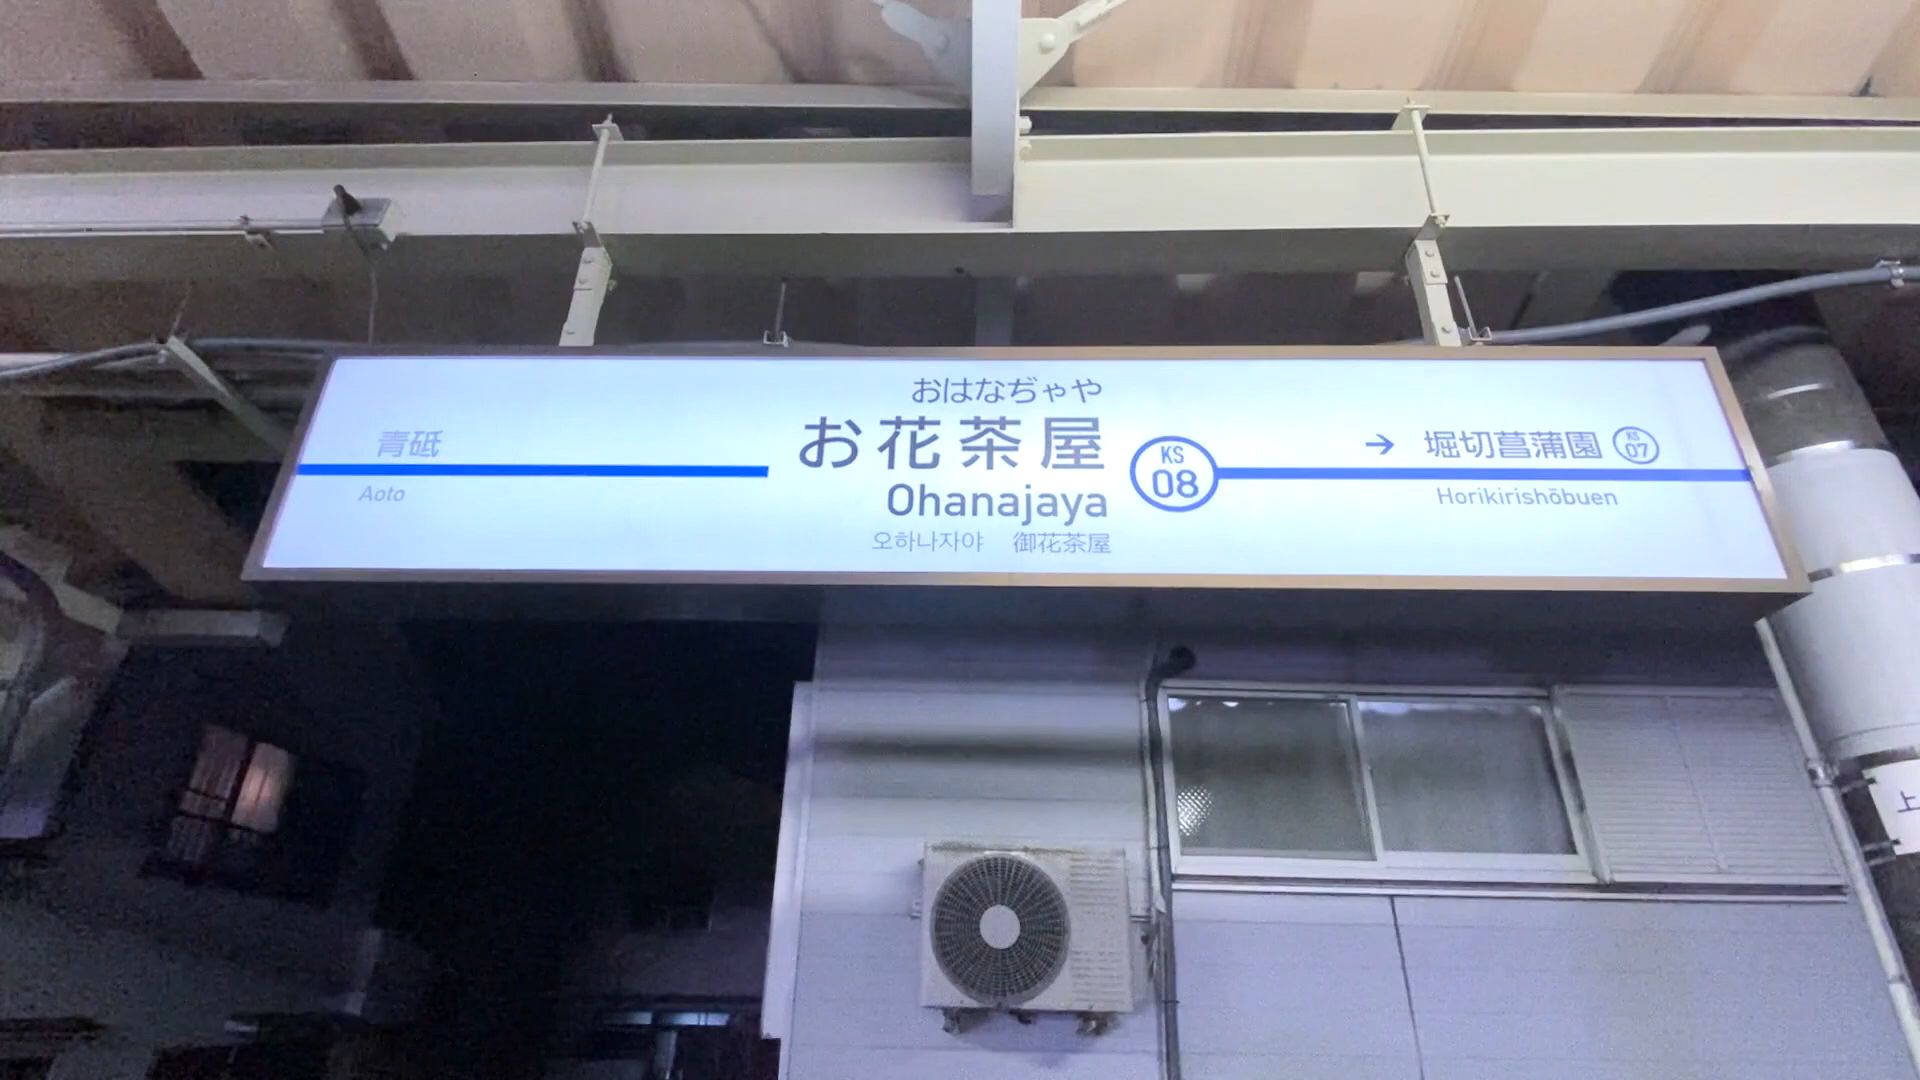 おはなぢゃや
お花茶屋
Ohanajaya
오하나자야 御花茶屋
KS
08
青砥
Aoto
→ 堀切菖蒲園 KS 07
Horikirishōbuen
上